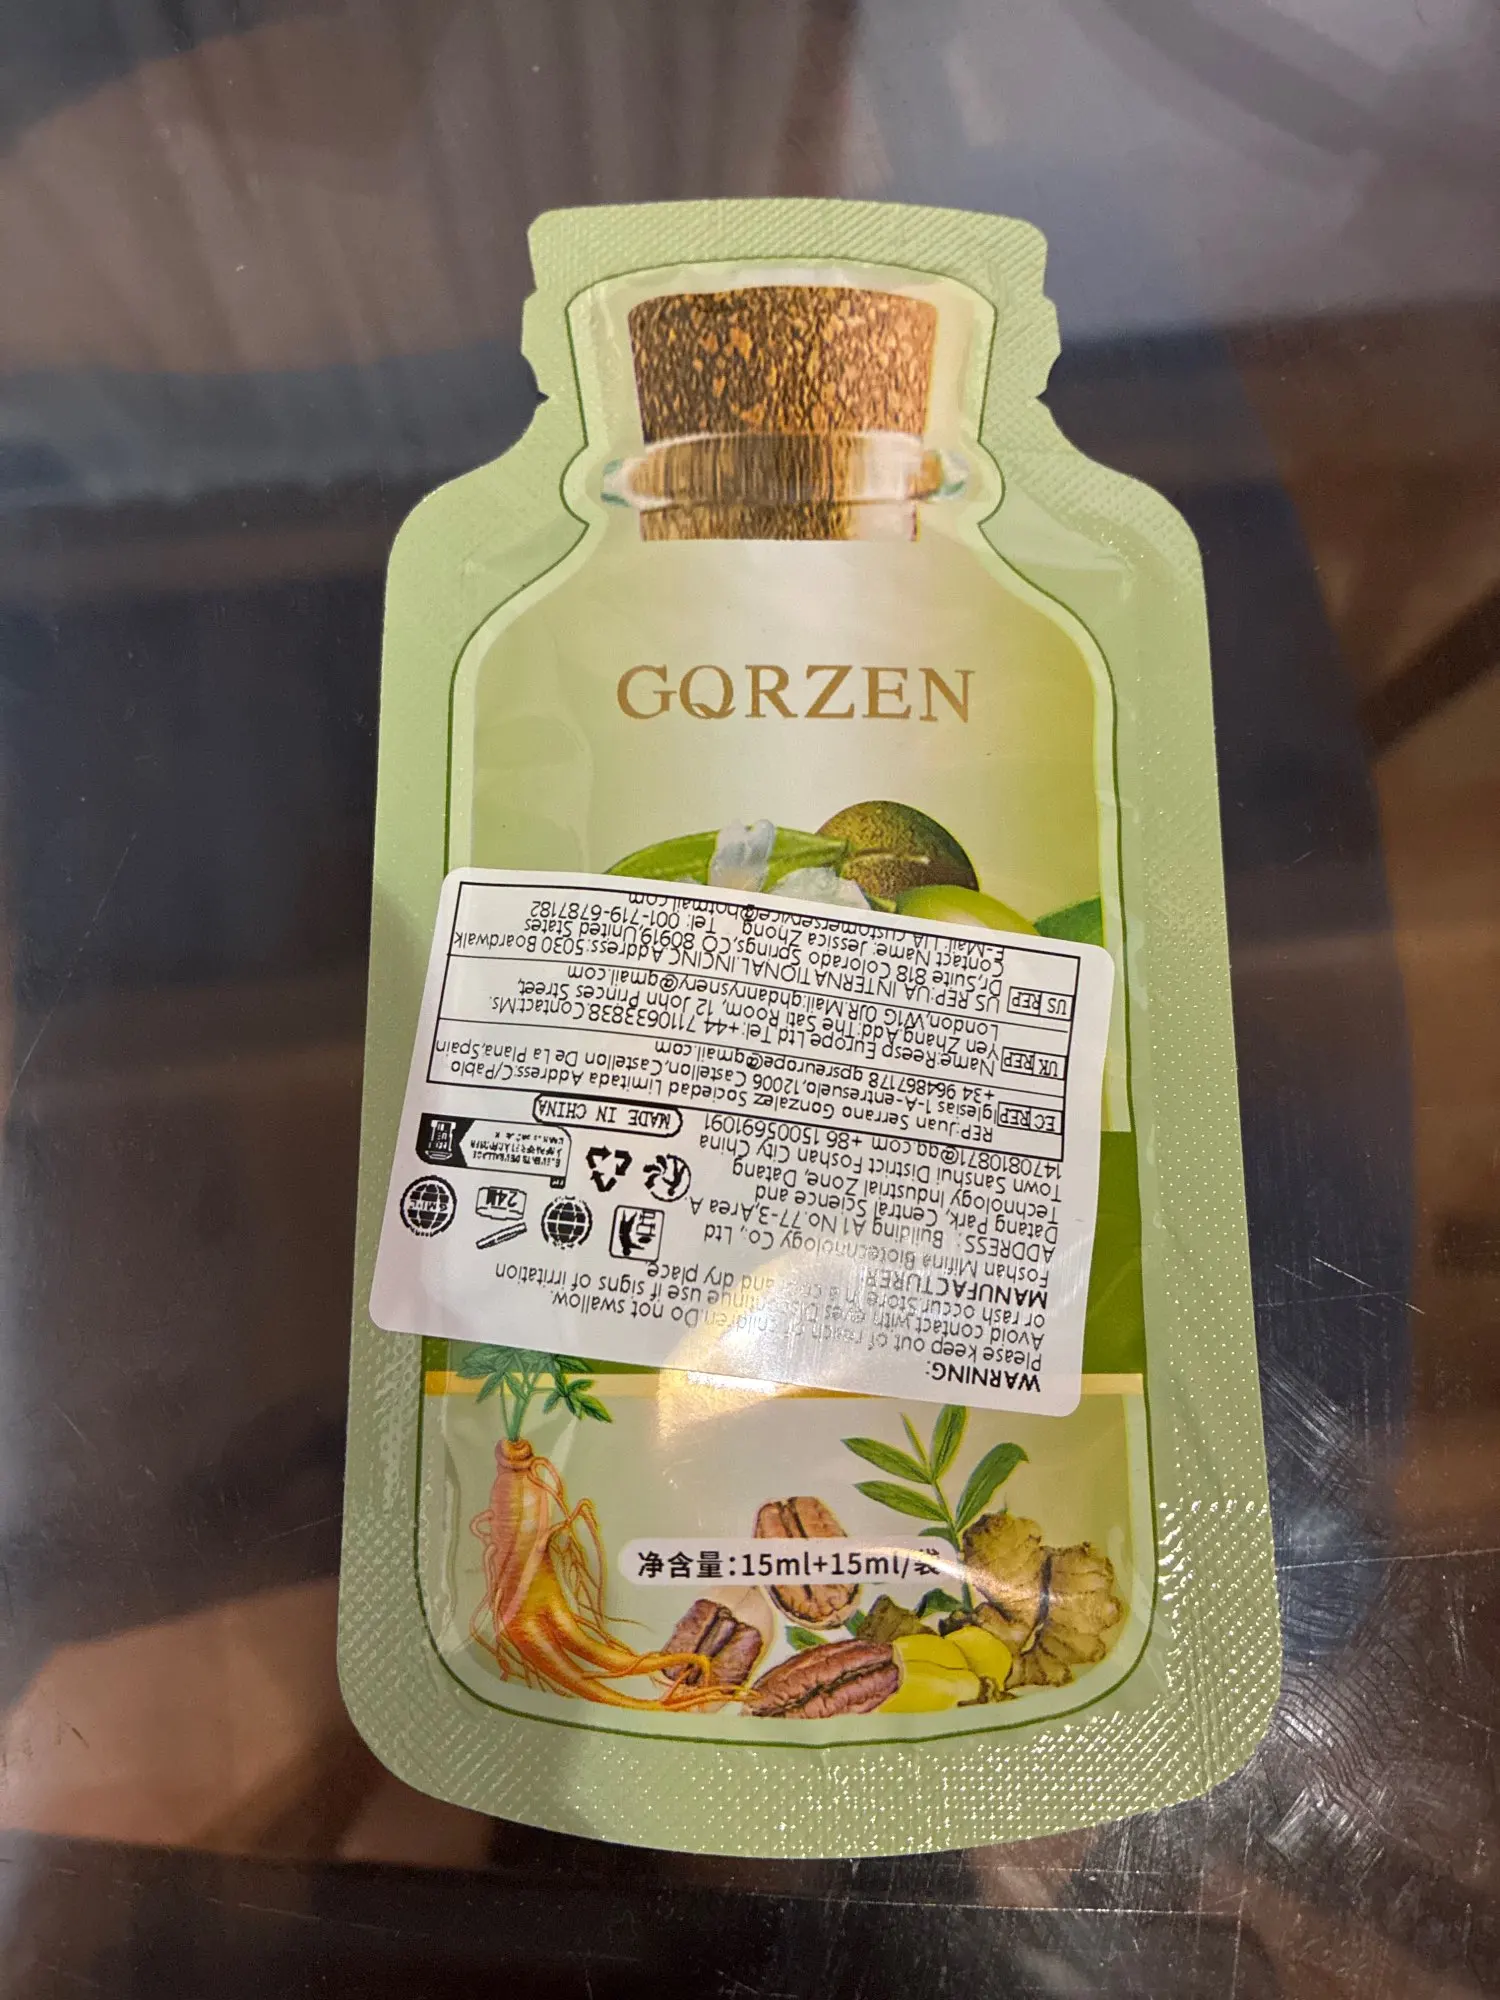 GQRZEN
WARNING:
Please keep out of reach of children.Do not swallow.
Avoid contact with eyes Discontinue use if signs of irritation
or rash occur.Store in a cool and dry place.
MANUFACTURER:
Foshan Mifina Biotechnology Co., Ltd
ADDRESS: Building A1 No.77-3,Area A
Datang Park, Central Science and
Technology Industrial Zone, Datang
Town Sanshui District Foshan City China
1470810871@qq.com +86 15005691091
MADE IN CHINA
24M
EC REP
REP:Juan Serrano Gonzalez Sociedad Limitada Address:C/Pablo
Iglesias 1-A-entresuelo,12006 Castellon,Castellon De La Plana,Spain
+34 964867178 qpsreurope@gmail.com
UK REP
Name:Reesp Europe Ltd Tel:+44 7110633838.Contact:Ms.
Yen Zhang Add:The Sati Room, 12 John Princes Street,
London,W1G 0JR.Mail:ghdannysnery@gmail.com
US REP
US REP:UA INTERNATIONAL.INCINC Address:5030 Boardwalk
Dr,Suite 818 Colorado Springs,CO 80919,United States
Contact Name: Jessica Zhong Tel: 001-719-6787182
E-Mail: UA customerservice@hotmail.com
净含量:15ml+15ml/袋